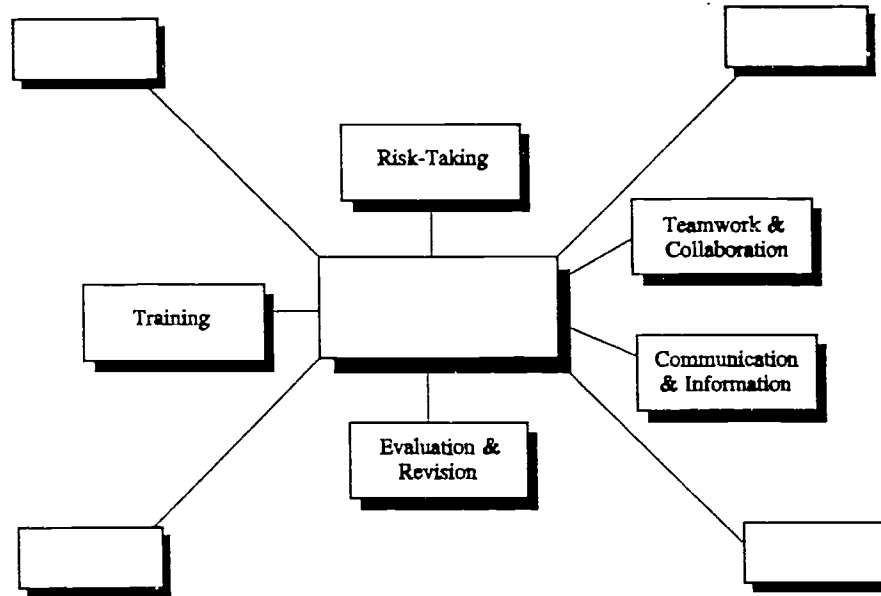 Risk-Taking
Teamwork &
Collaboration
Training
Communication
& Information
Evaluation &
Revision